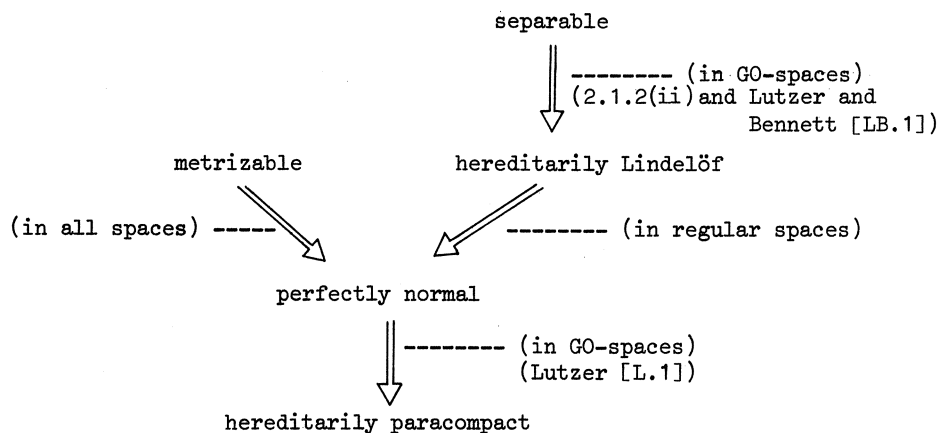 separable
-------- (in GO-spaces)
(2.1.2(ii) and Lutzer and
Bennett [LB.1])
metrizable
hereditarily Lindelöf
(in all spaces) -----
-------- (in regular spaces)
perfectly normal
-------- (in GO-spaces)
(Lutzer [L.1])
hereditarily paracompact